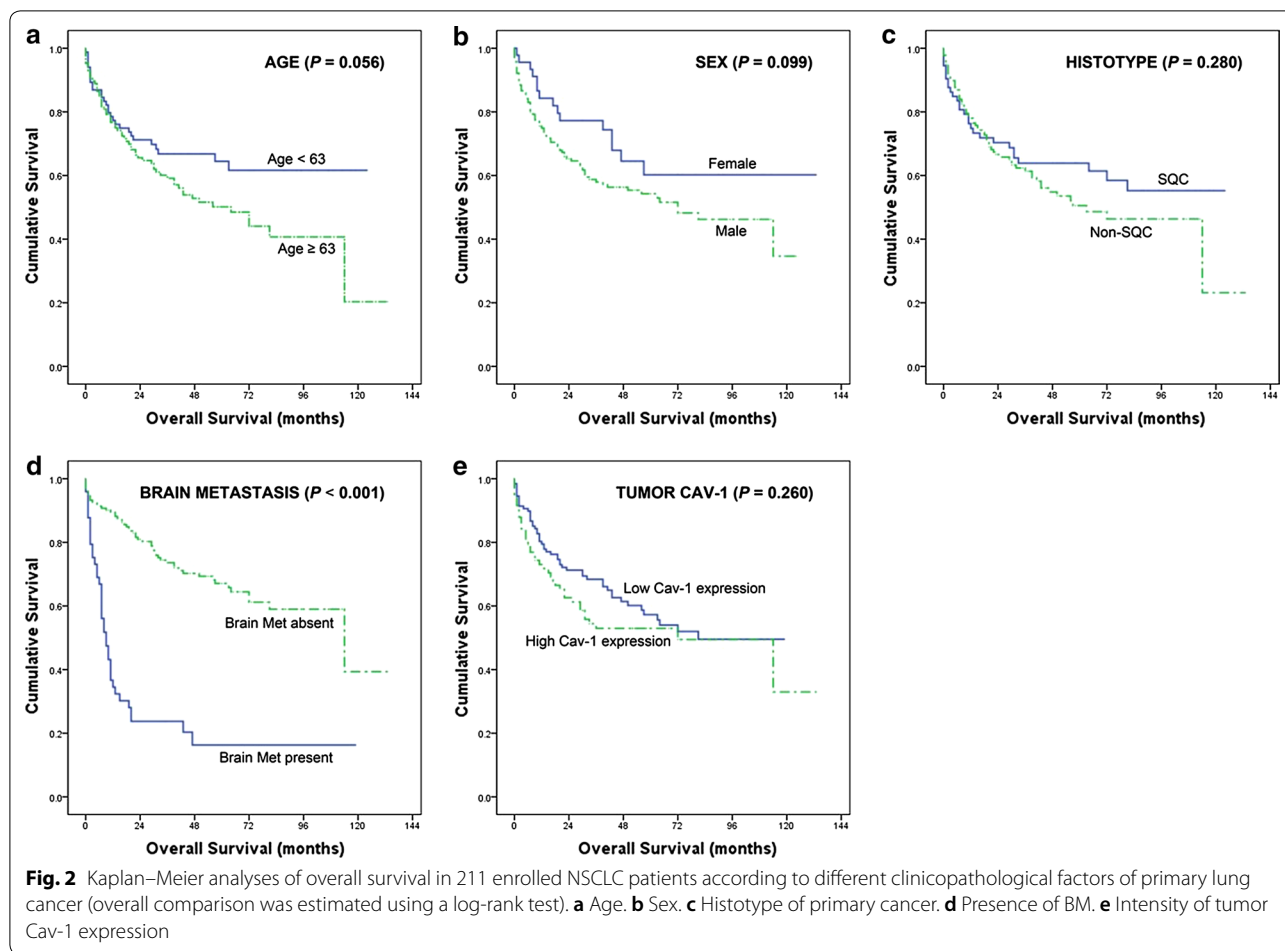 a
AGE (P = 0.056)
Cumulative Survival
1.0
0.8
0.6
0.4
0.2
0.0
Age < 63
Age ≥ 63
0 24 48 72 96 120 144
Overall Survival (months)
b
SEX (P = 0.099)
Cumulative Survival
1.0
0.8
0.6
0.4
0.2
0.0
Female
Male
0 24 48 72 96 120 144
Overall Survival (months)
c
HISTOTYPE (P = 0.280)
Cumulative Survival
1.0
0.8
0.6
0.4
0.2
0.0
SQC
Non-SQC
0 24 48 72 96 120 144
Overall Survival (months)
d
BRAIN METASTASIS (P < 0.001)
Cumulative Survival
1.0
0.8
0.6
0.4
0.2
0.0
Brain Met absent
Brain Met present
0 24 48 72 96 120 144
Overall Survival (months)
e
TUMOR CAV-1 (P = 0.260)
Cumulative Survival
1.0
0.8
0.6
0.4
0.2
0.0
Low Cav-1 expression
High Cav-1 expression
0 24 48 72 96 120 144
Overall Survival (months)
Fig. 2 Kaplan–Meier analyses of overall survival in 211 enrolled NSCLC patients according to different clinicopathological factors of primary lung
cancer (overall comparison was estimated using a log-rank test). a Age. b Sex. c Histotype of primary cancer. d Presence of BM. e Intensity of tumor
Cav-1 expression